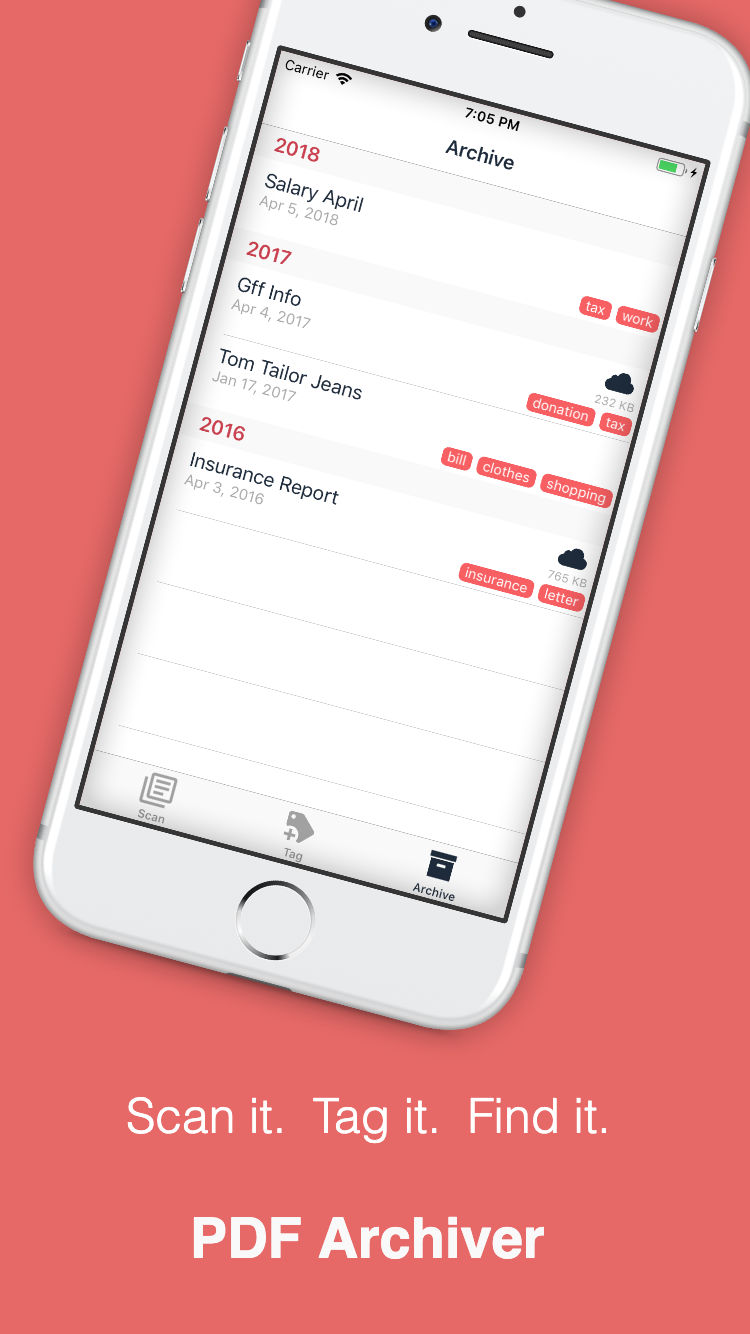 Carrier
7:05 PM
Archive
2018
Salary April
Apr 5, 2018
tax work
2017
Gff Info
Apr 4, 2017
232 KB
donation tax
Tom Tailor Jeans
Jan 17, 2017
bill clothes shopping
2016
Insurance Report
Apr 3, 2016
765 KB
insurance letter
Scan
Tag
Archive
Scan it. Tag it. Find it.
PDF Archiver